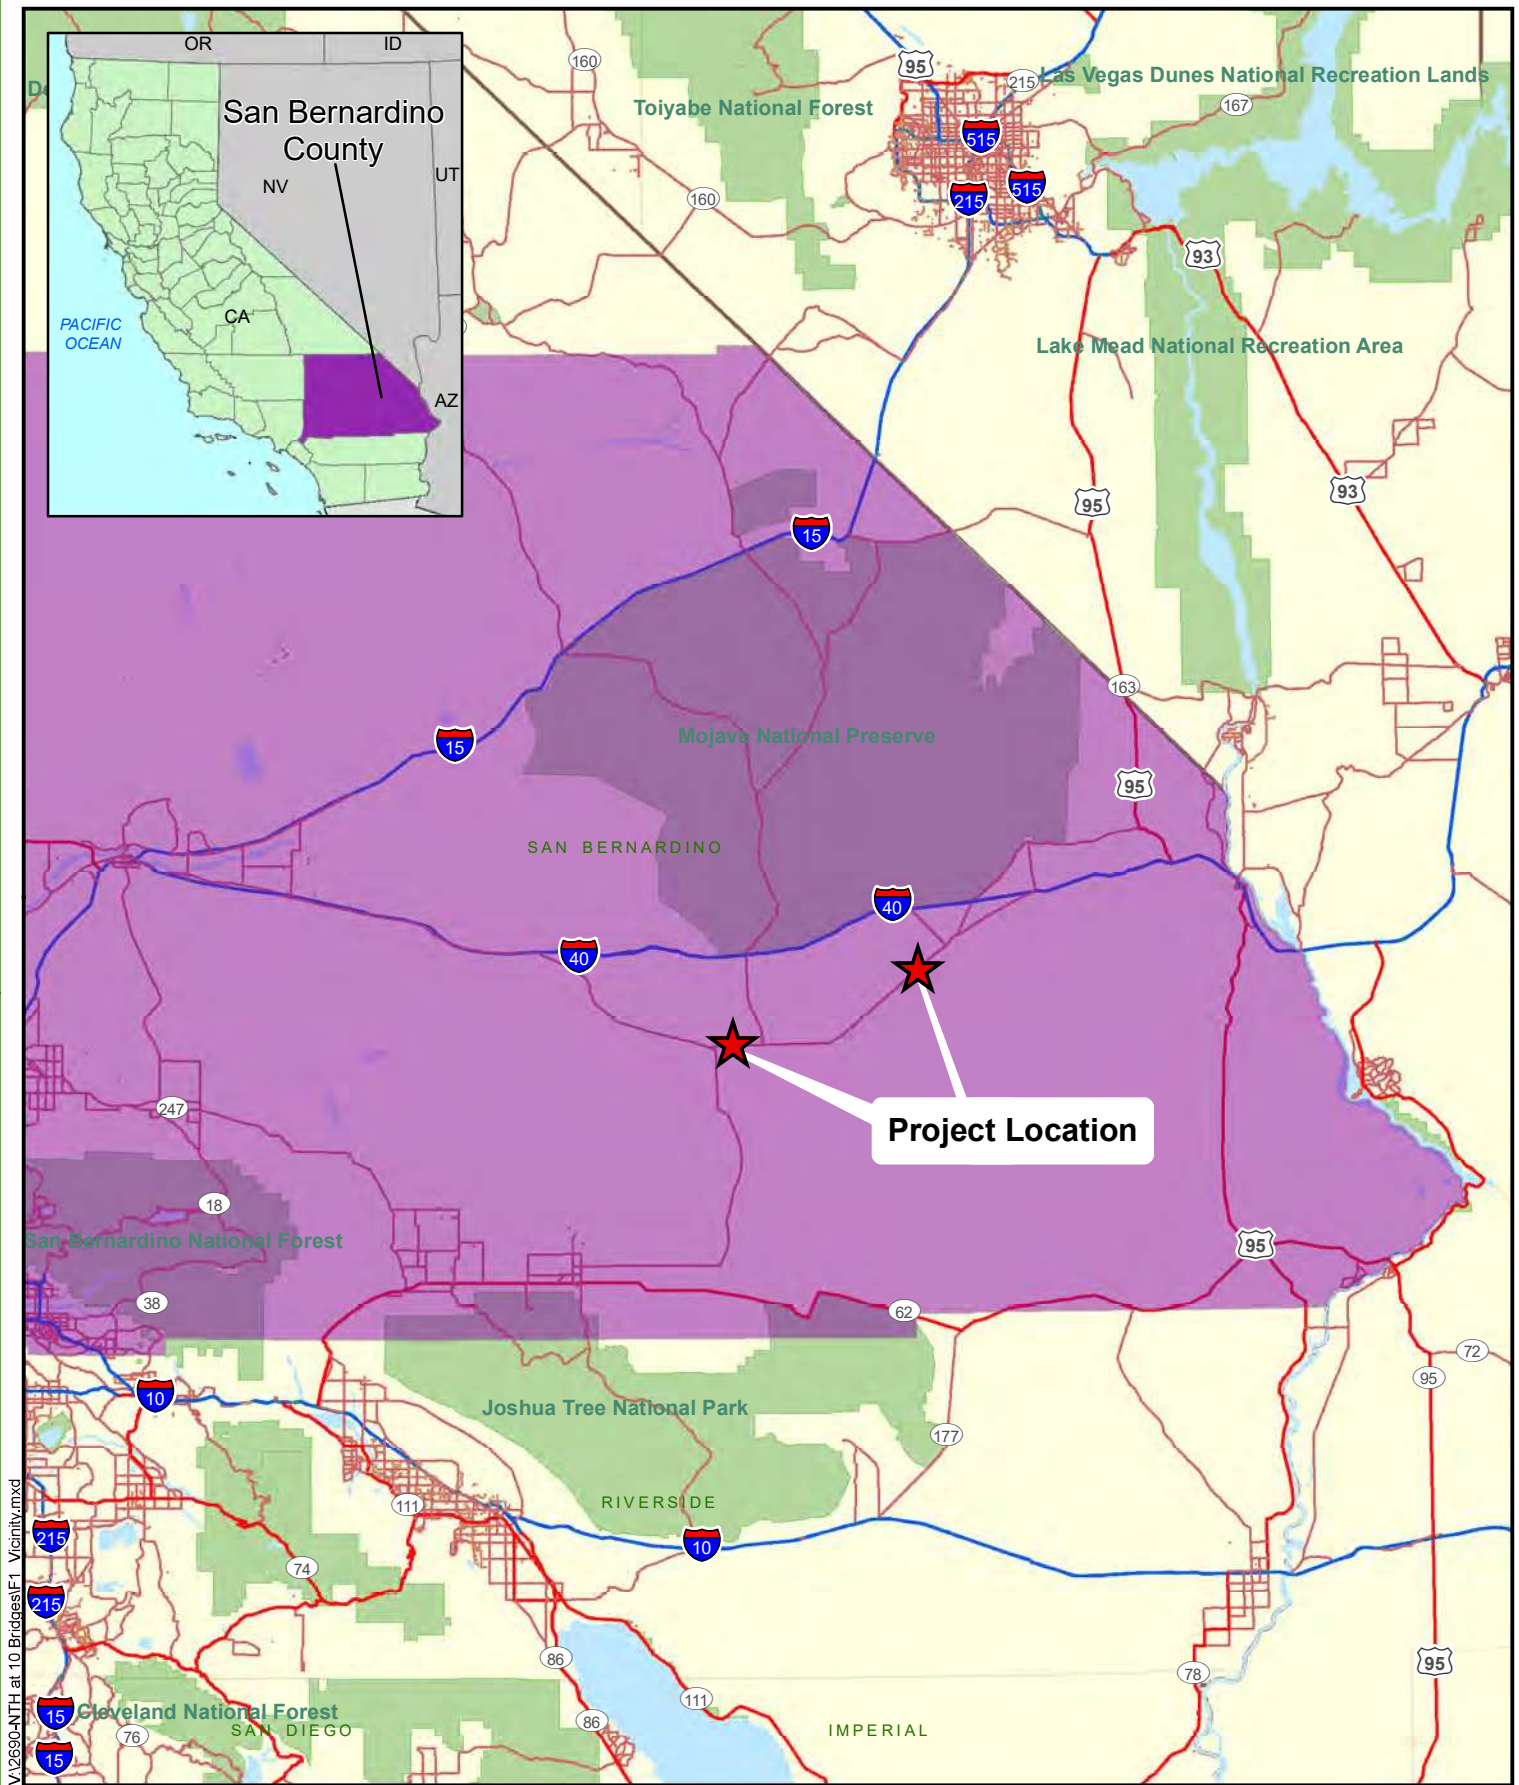 OR
ID
San Bernardino
County
NV
UT
CA
PACIFIC
OCEAN
AZ
160
95
215
Las Vegas Dunes National Recreation Lands
Toiyabe National Forest
167
515
160
215
515
93
Lake Mead National Recreation Area
95
93
15
163
15
Mojave National Preserve
95
SAN BERNARDINO
40
40
247
Project Location
18
San Bernardino National Forest
95
38
62
72
10
95
Joshua Tree National Park
177
111
RIVERSIDE
215
10
74
215
86
95
78
111
15
Cleveland National Forest
86
SAN DIEGO
IMPERIAL
76
15
V:\2690-NTH at 10 Bridges\F1_Vicinity.mxd